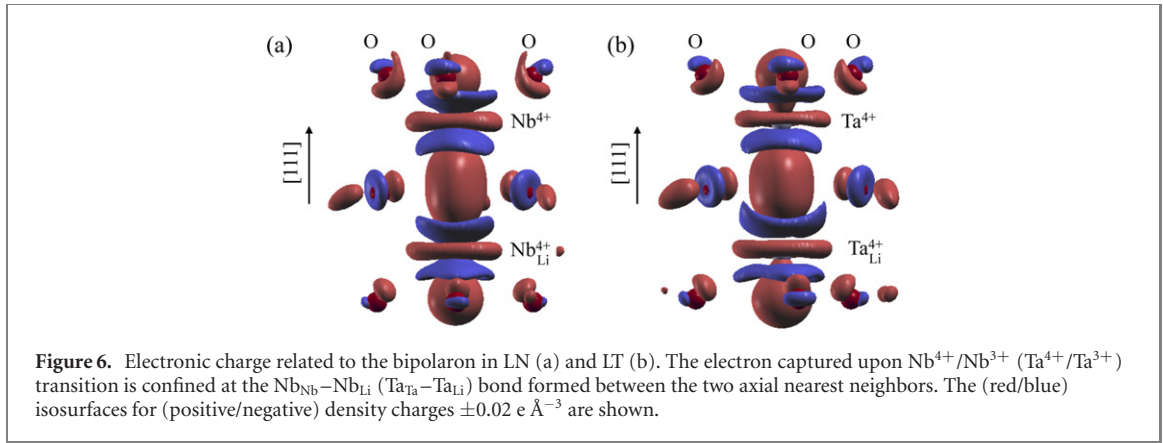 (a) O O O (b) O O O
Nb⁴⁺ Ta⁴⁺
[111] [111]
Nb⁴⁺Li Ta⁴⁺Li
Figure 6. Electronic charge related to the bipolaron in LN (a) and LT (b). The electron captured upon Nb⁴⁺/Nb³⁺ (Ta⁴⁺/Ta³⁺)
transition is confined at the NbNb–NbLi (TaTa–TaLi) bond formed between the two axial nearest neighbors. The (red/blue)
isosurfaces for (positive/negative) density charges ±0.02 e Å⁻³ are shown.